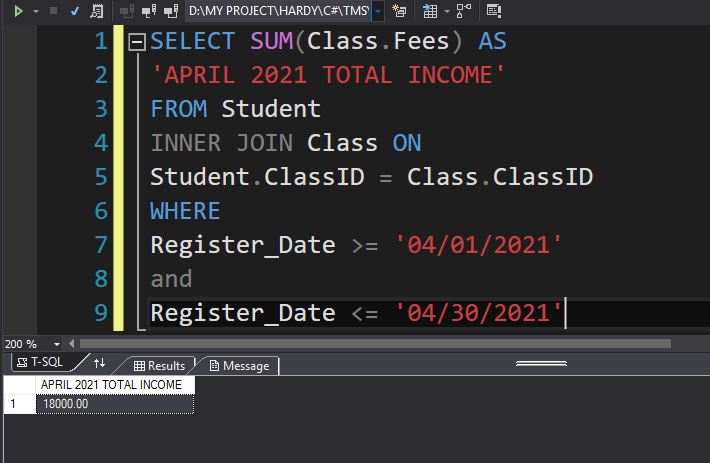 D:\MY PROJECT\HARDY\C#\TMS\
1 SELECT SUM(Class.Fees) AS
2 'APRIL 2021 TOTAL INCOME'
3 FROM Student
4 INNER JOIN Class ON
5 Student.ClassID = Class.ClassID
6 WHERE
7 Register_Date >= '04/01/2021'
8 and
9 Register_Date <= '04/30/2021'
200 %
T-SQL Results Message
APRIL 2021 TOTAL INCOME
1 18000.00